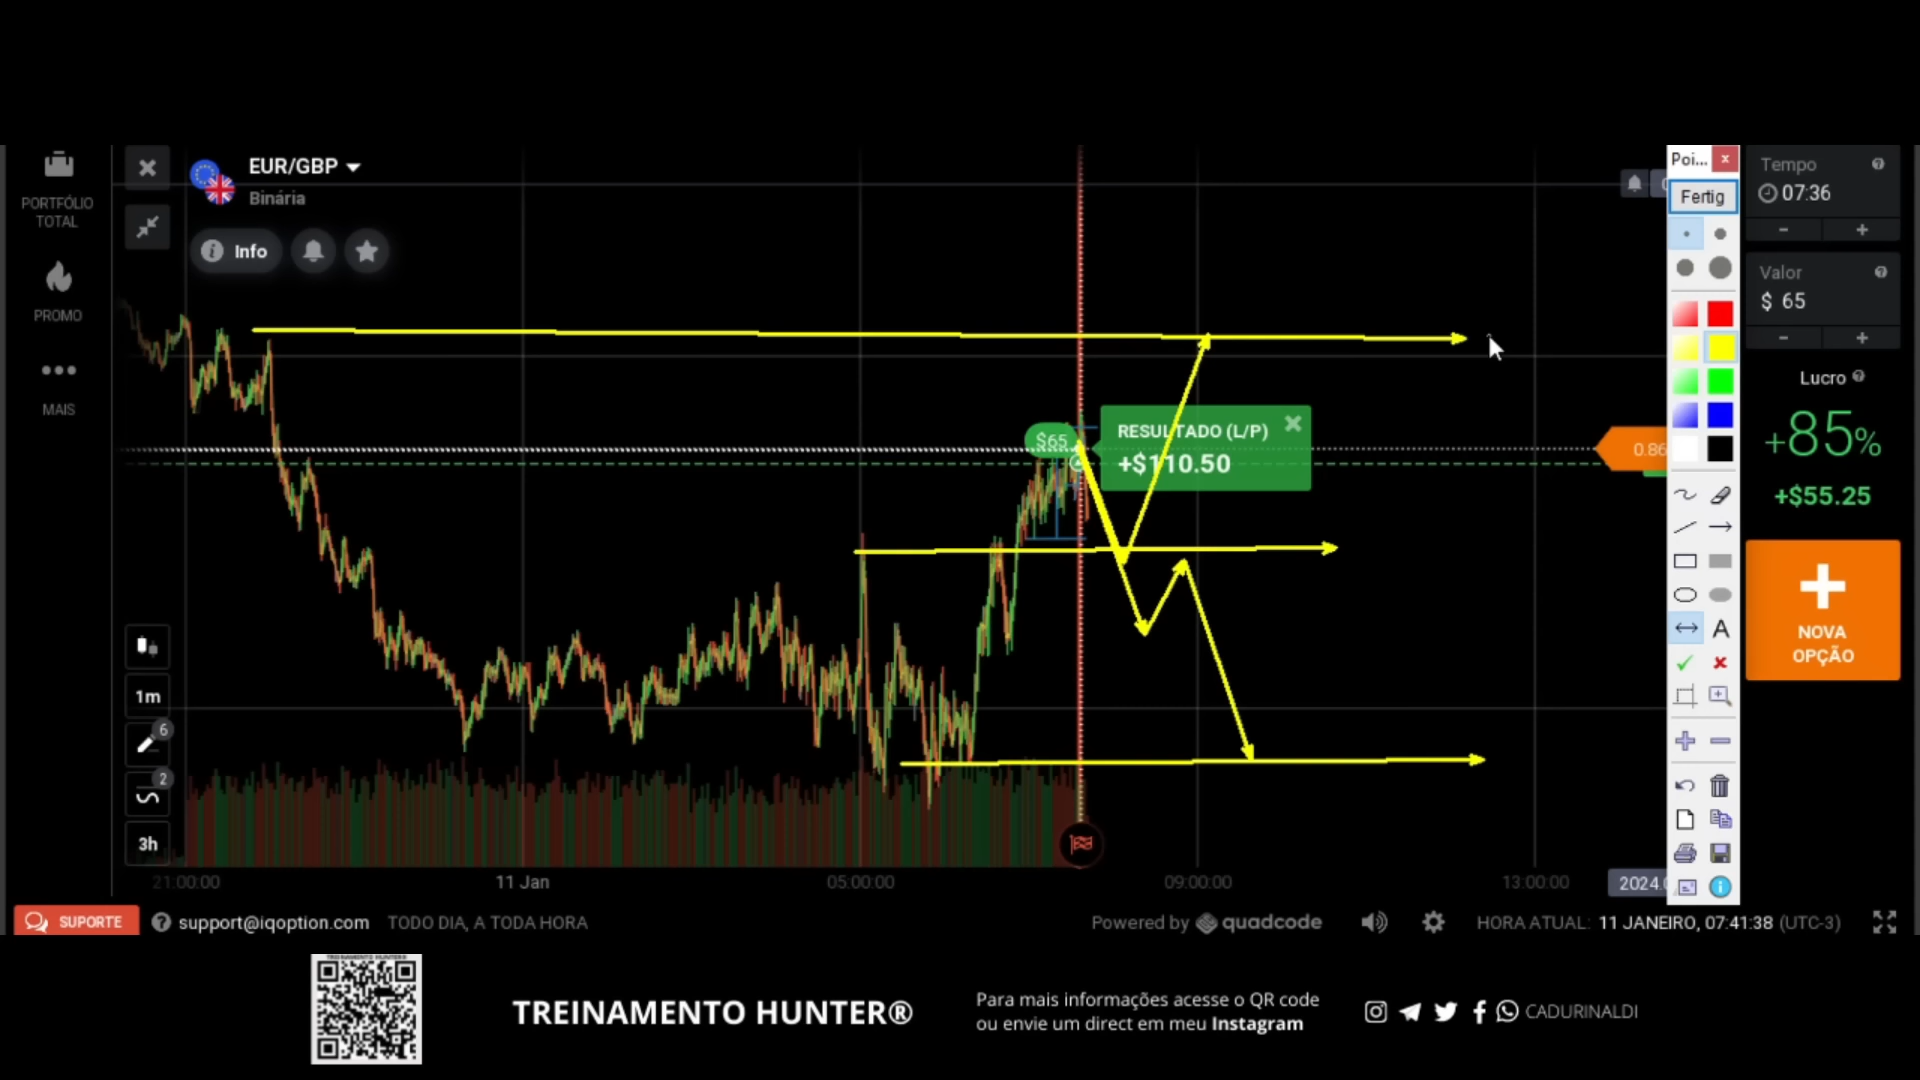 PORTFÓLIO
TOTAL
PROMO
MAIS
EUR/GBP
Binária
Info
$65
RESULTADO (L/P)
+$110.50
0.86
Poi...
Fertig
A
Tempo
07:36
Valor
$ 65
Lucro
+85%
+$55.25
NOVA
OPÇÃO
1m
6
2
3h
21:00:00
11 Jan
05:00:00
09:00:00
13:00:00
SUPORTE
support@iqoption.com
TODO DIA, A TODA HORA
Powered by quadcode
HORA ATUAL: 11 JANEIRO, 07:41:38 (UTC-3)
TREINAMENTO HUNTER®
Para mais informações acesse o QR code
ou envie um direct em meu Instagram
CADURINALDI